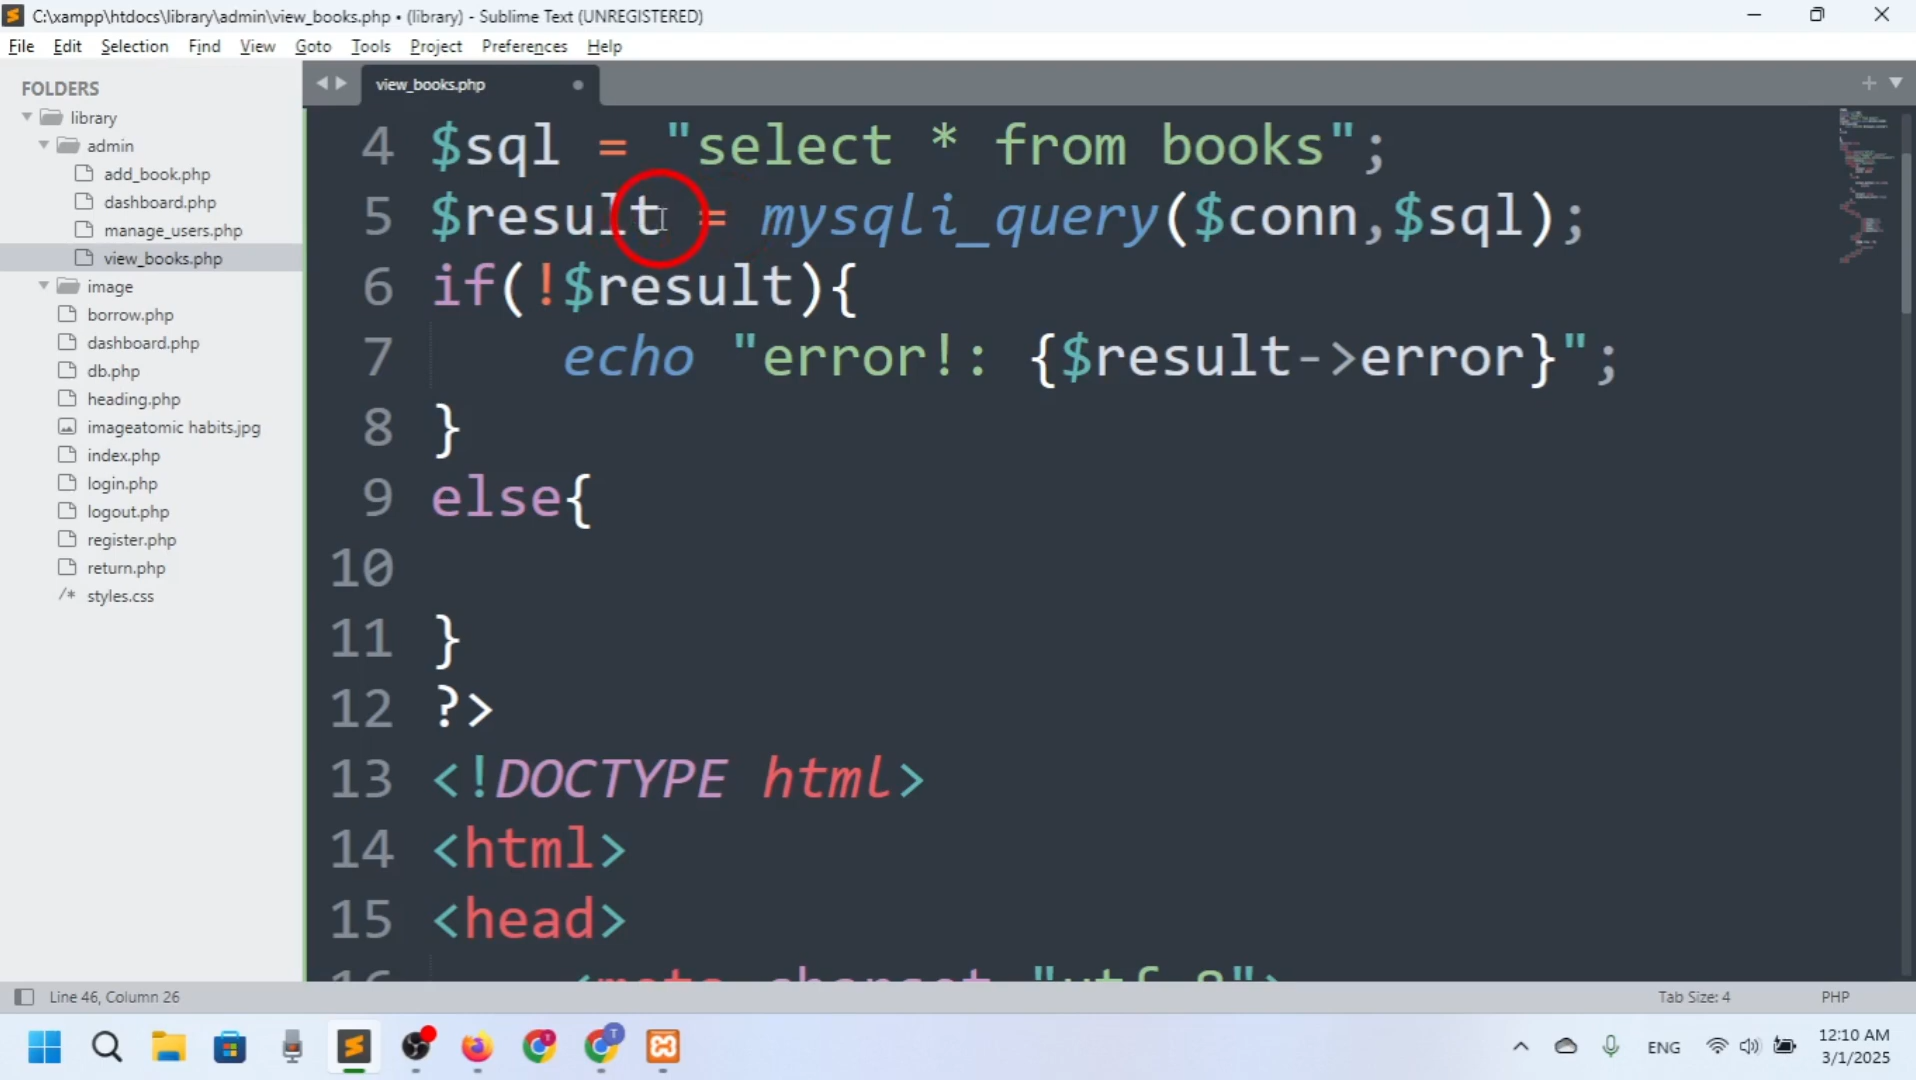 C:\xampp\htdocs\library\admin\view_books.php • (library) - Sublime Text (UNREGISTERED)
File Edit Selection Find View Goto Tools Project Preferences Help
FOLDERS
library
admin
add_book.php
dashboard.php
manage_users.php
view_books.php
image
borrow.php
dashboard.php
db.php
heading.php
imageatomic habits.jpg
index.php
login.php
logout.php
register.php
return.php
/* styles.css
view_books.php
4 $sql = "select * from books";
5 $result = mysqli_query($conn,$sql);
6 if(!$result){
7 echo "error!: {$result->error}";
8 }
9 else{
10
11 }
12 ?>
13 <!DOCTYPE html>
14 <html>
15 <head>
16 <meta charset="utf-8">
Line 46, Column 26
Tab Size: 4 PHP
ENG
12:10 AM
3/1/2025